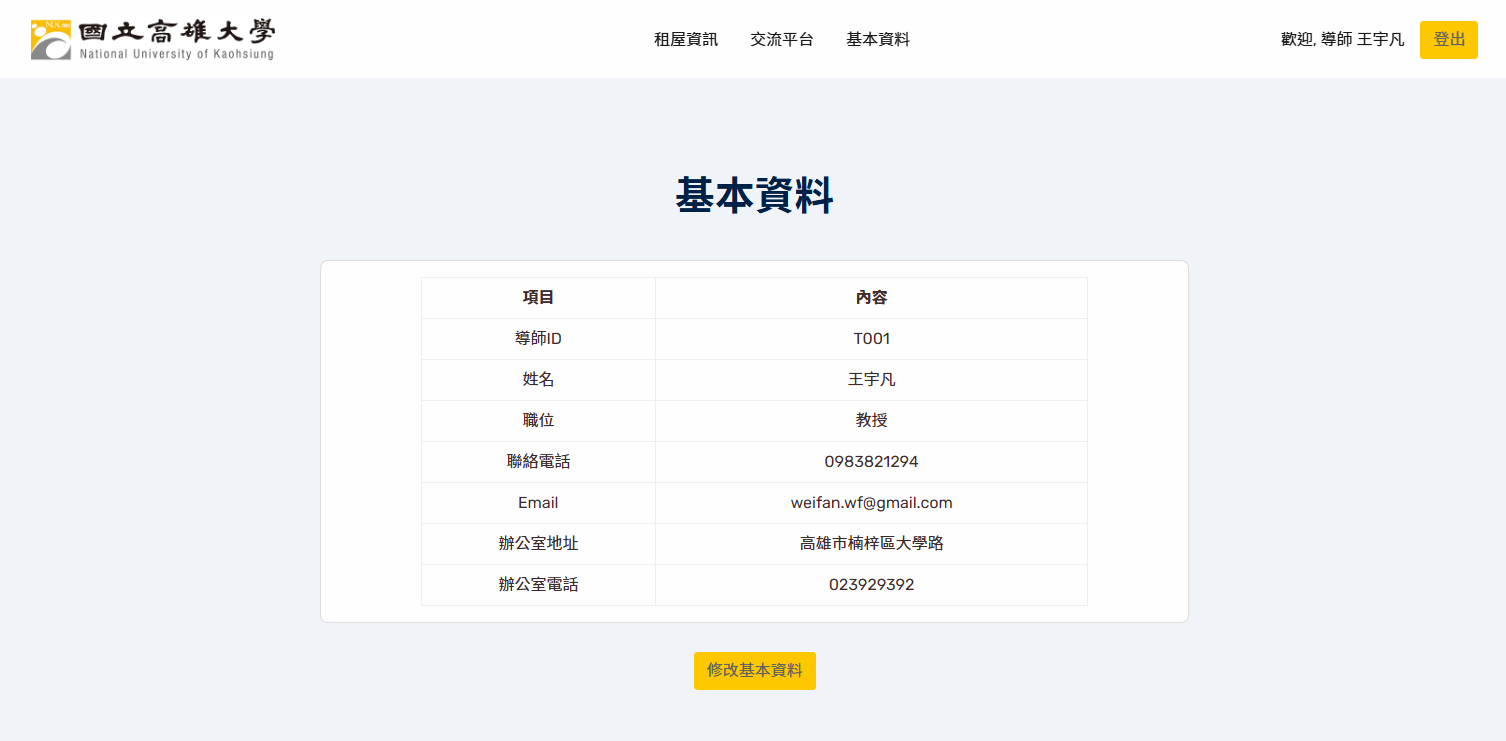 NUK
國立高雄大學
National University of Kaohsiung
租屋資訊 交流平台 基本資料
歡迎, 導師 王宇凡 登出
基本資料
項目 內容
導師ID T001
姓名 王宇凡
職位 教授
聯絡電話 0983821294
Email weifan.wf@gmail.com
辦公室地址 高雄市楠梓區大學路
辦公室電話 023929392
修改基本資料